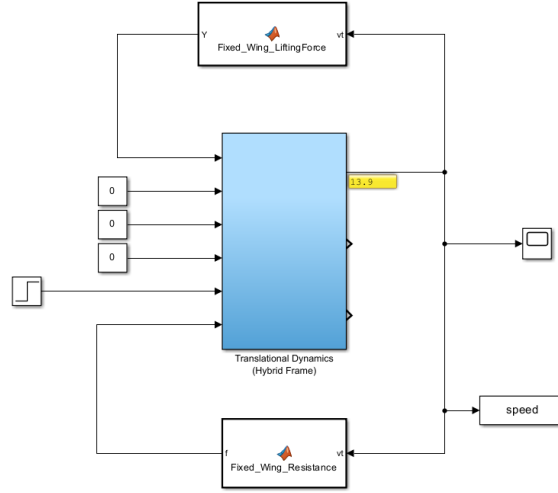 Y
vt
Fixed_Wing_LiftingForce
13.9
0
0
0
Translational Dynamics
(Hybrid Frame)
speed
f
vt
Fixed_Wing_Resistance